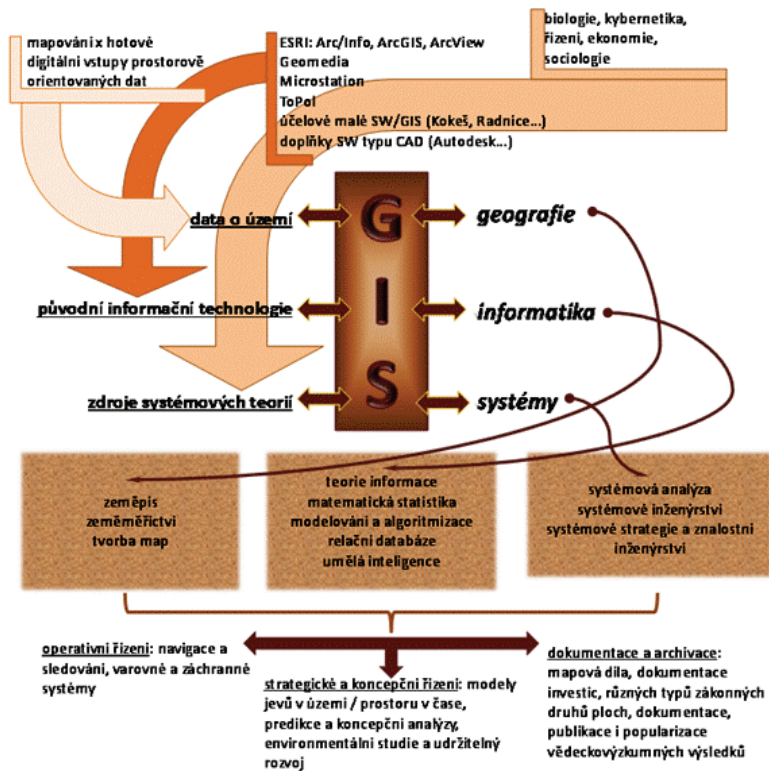 mapování x hotové
digitální vstupy prostorově
orientovaných dat
ESRI: Arc/Info, ArcGIS, ArcView
Geomedia
Microstation
ToPol
účelové malé SW/GIS (Kokeš, Radnice...)
doplňky SW typu CAD (Autodesk...)
biologie, kybernetika,
řízení, ekonomie,
sociologie
data o území
G
geografie
původní informační technologie
I
informatika
zdroje systémových teorií
S
systémy
zeměpis
zeměměřictví
tvorba map
teorie informace
matematická statistika
modelování a algoritmizace
relační databáze
umělá inteligence
systémová analýza
systémové inženýrství
systémové strategie a znalostní
inženýrství
operativní řízení: navigace a
sledování, varovné a záchranné
systémy
strategické a koncepční řízení: modely
jevů v území / prostoru v čase,
predikce a koncepční analýzy,
environmentální studie a udržitelný
rozvoj
dokumentace a archivace:
mapová díla, dokumentace
investic, různých typů zákonných
druhů ploch, dokumentace,
publikace i popularizace
vědeckovýzkumných výsledků